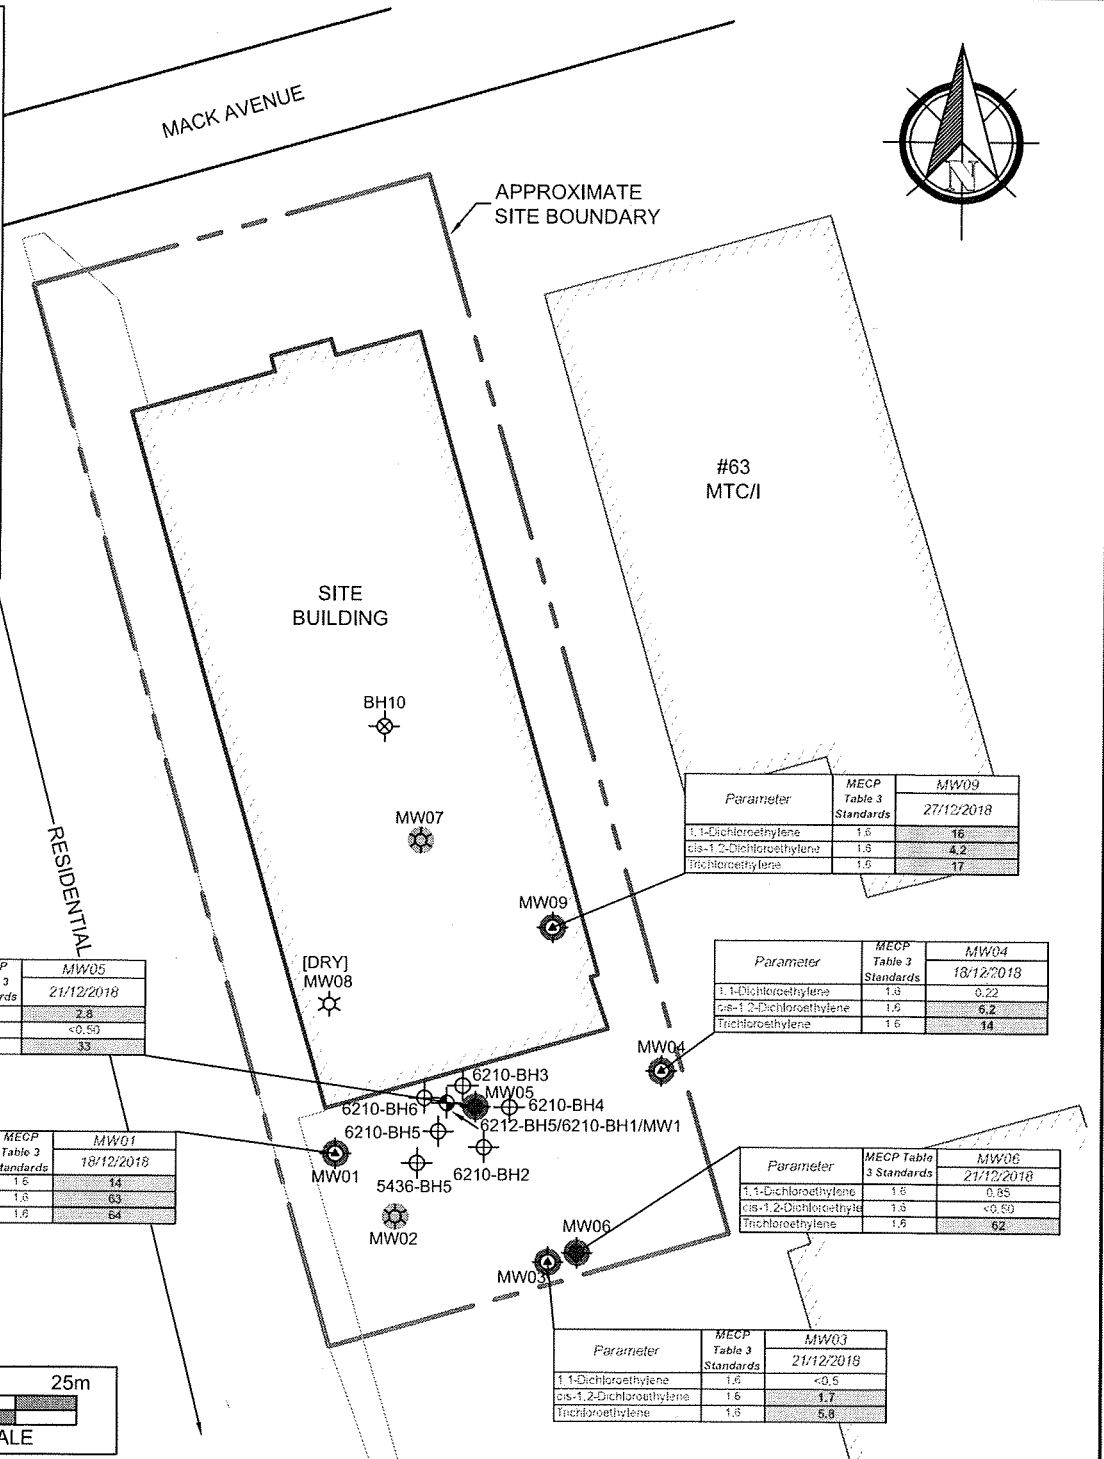 MACK AVENUE
APPROXIMATE
SITE BOUNDARY
N
#63
MTC/I
SITE
BUILDING
BH10
MW07
Parameter MECP Table 3 Standards MW09
27/12/2018
1,1-Dichloroethylene 1.6 16
cis-1,2-Dichloroethylene 1.6 4.2
Trichloroethylene 1.6 17
RESIDENTIAL
MW09
[DRY]
MW08
MW05
21/12/2018
2.8
<0.50
33
Parameter MECP Table 3 Standards MW04
18/12/2018
1,1-Dichloroethylene 1.6 0.22
cis-1,2-Dichloroethylene 1.6 6.2
Trichloroethylene 1.6 14
MW04
6210-BH3
MW05
6210-BH6
6210-BH4
6212-BH5/6210-BH1/MW1
6210-BH5
6210-BH2
MW01
5436-BH5
MW02
MECP Table 3 tandards MW01
18/12/2018
1.6 14
1.6 63
1.6 64
Parameter MECP Table 3 Standards MW06
21/12/2018
1,1-Dichloroethylene 1.6 0.85
cis-1,2-Dichloroethyle 1.6 <0.50
Trichloroethylene 1.6 62
MW06
MW03
Parameter MECP Table 3 Standards MW03
21/12/2018
1,1-Dichloroethylene 1.6 <0.5
cis-1,2-Dichloroethylene 1.6 1.7
Trichloroethylene 1.6 5.8
25m
ALE